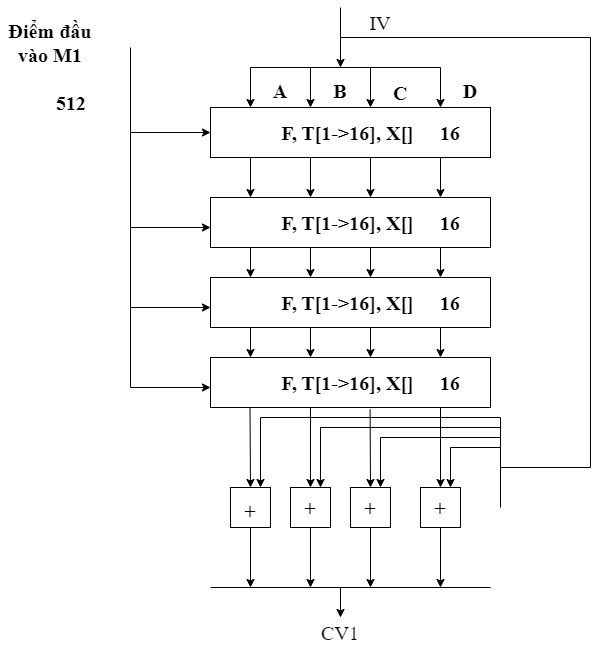 IV
Điểm đầu
vào M1
512
A B C D
F, T[1->16], X[] 16
F, T[1->16], X[] 16
F, T[1->16], X[] 16
F, T[1->16], X[] 16
+ + + +
CV1